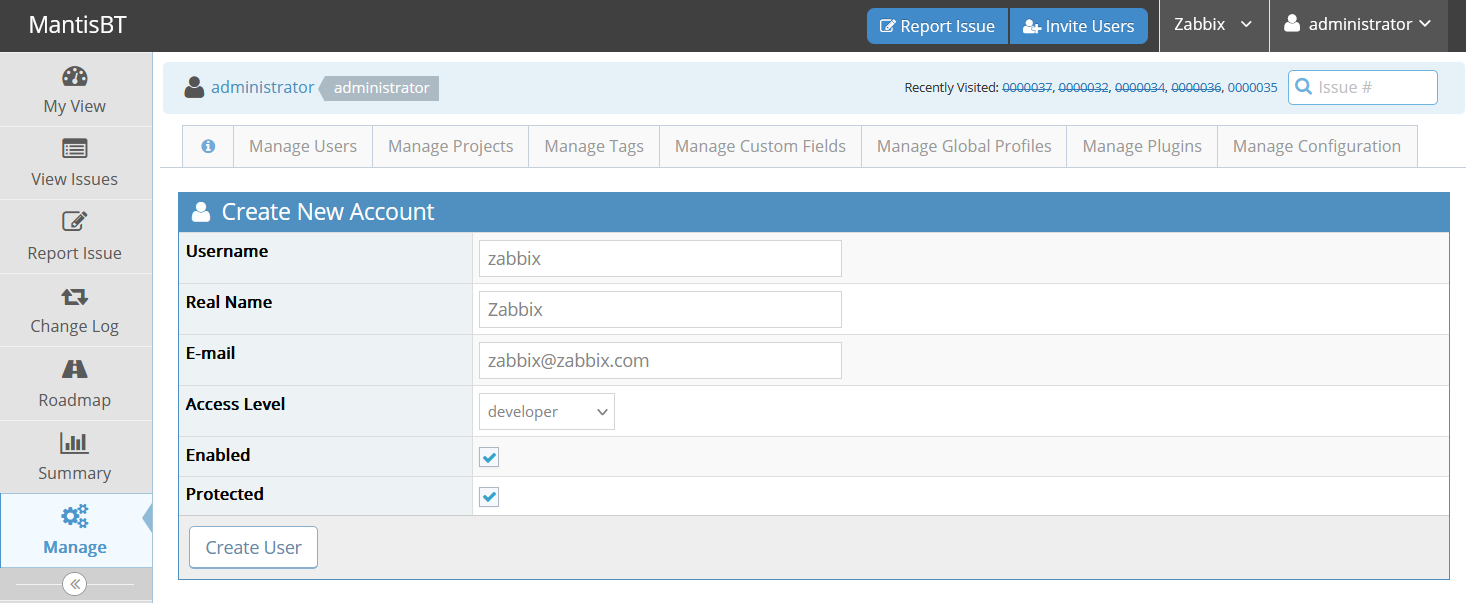 MantisBT
Report Issue
Invite Users
Zabbix
administrator
My View
View Issues
Report Issue
Change Log
Roadmap
Summary
Manage
administrator administrator
Recently Visited: 0000037, 0000032, 0000034, 0000036, 0000035
Issue #
Manage Users
Manage Projects
Manage Tags
Manage Custom Fields
Manage Global Profiles
Manage Plugins
Manage Configuration
Create New Account
Username zabbix
Real Name Zabbix
E-mail zabbix@zabbix.com
Access Level developer
Enabled
Protected
Create User